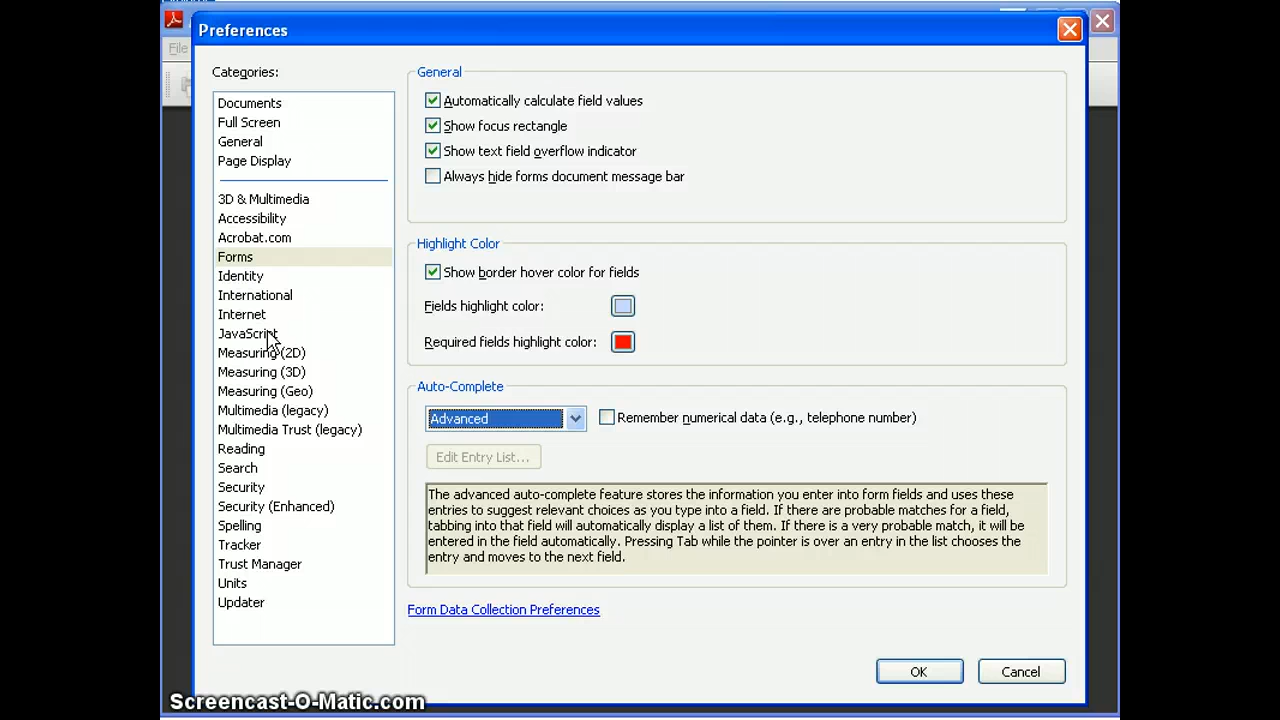 Preferences
File
Categories:
Documents
Full Screen
General
Page Display
3D & Multimedia
Accessibility
Acrobat.com
Forms
Identity
International
Internet
JavaScript
Measuring (2D)
Measuring (3D)
Measuring (Geo)
Multimedia (legacy)
Multimedia Trust (legacy)
Reading
Search
Security
Security (Enhanced)
Spelling
Tracker
Trust Manager
Units
Updater
General
Automatically calculate field values
Show focus rectangle
Show text field overflow indicator
Always hide forms document message bar
Highlight Color
Show border hover color for fields
Fields highlight color:
Required fields highlight color:
Auto-Complete
Advanced
Remember numerical data (e.g., telephone number)
Edit Entry List...
The advanced auto-complete feature stores the information you enter into form fields and uses these
entries to suggest relevant choices as you type into a field. If there are probable matches for a field,
tabbing into that field will automatically display a list of them. If there is a very probable match, it will be
entered in the field automatically. Pressing Tab while the pointer is over an entry in the list chooses the
entry and moves to the next field.
Form Data Collection Preferences
OK
Cancel
Screencast-O-Matic.com